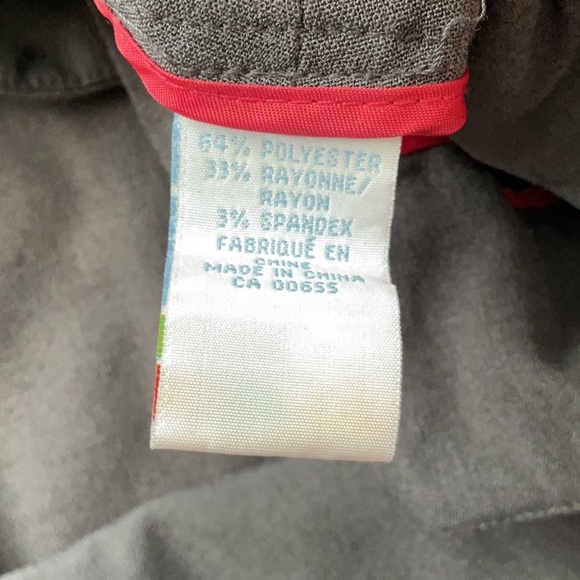 64% POLYESTER
33% RAYONNE/
RAYON
3% SPANDEX
FABRIQUÉ EN
CHINE
MADE IN CHINA
CA 00655